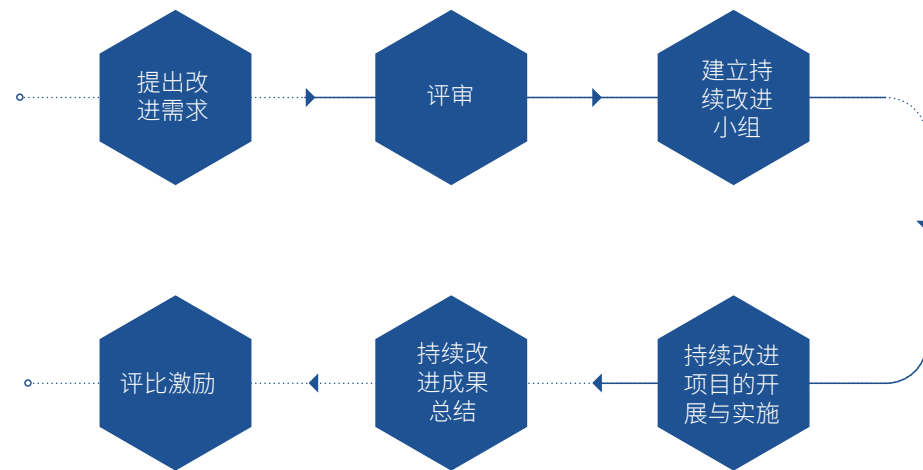 提出改
进需求
评审
建立持
续改进
小组
持续改进
项目的开
展与实施
持续改
进成果
总结
评比激励